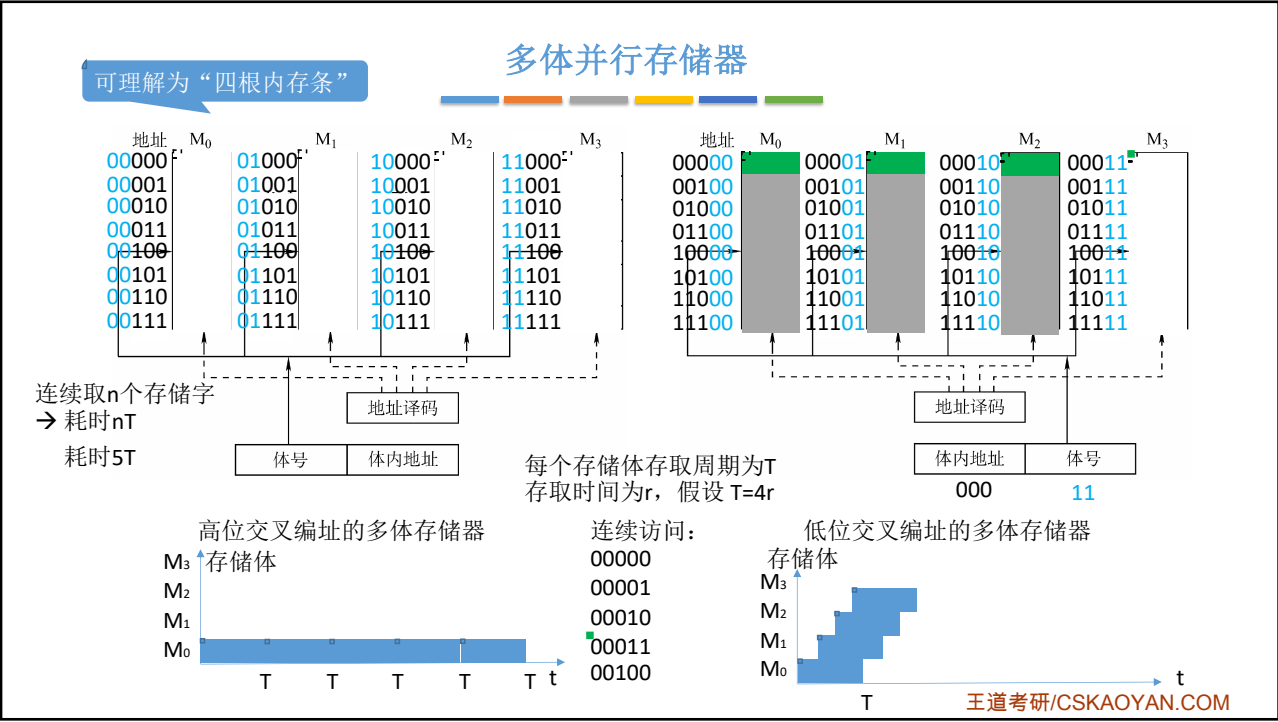 多体并行存储器
可理解为“四根内存条”
地址 M0 M1 M2 M3
00000 01000 10000 11000
00001 01001 10001 11001
00010 01010 10010 11010
00011 01011 10011 11011
00100 01100 10100 11100
00101 01101 10101 11101
00110 01110 10110 11110
00111 01111 10111 11111
地址译码
体号 体内地址
连续取n个存储字
→ 耗时nT
耗时5T
地址 M0 M1 M2 M3
00000 00001 00010 00011
00100 00101 00110 00111
01000 01001 01010 01011
01100 01101 01110 01111
10000 10001 10010 10011
10100 10101 10110 10111
11000 11001 11010 11011
11100 11101 11110 11111
地址译码
体内地址 体号
000 11
每个存储体存取周期为T
存取时间为r，假设 T=4r
高位交叉编址的多体存储器
存储体
M3
M2
M1
M0
T T T T T t
连续访问：
00000
00001
00010
00011
00100
低位交叉编址的多体存储器
存储体
M3
M2
M1
M0
T t
王道考研/CSKAOYAN.COM